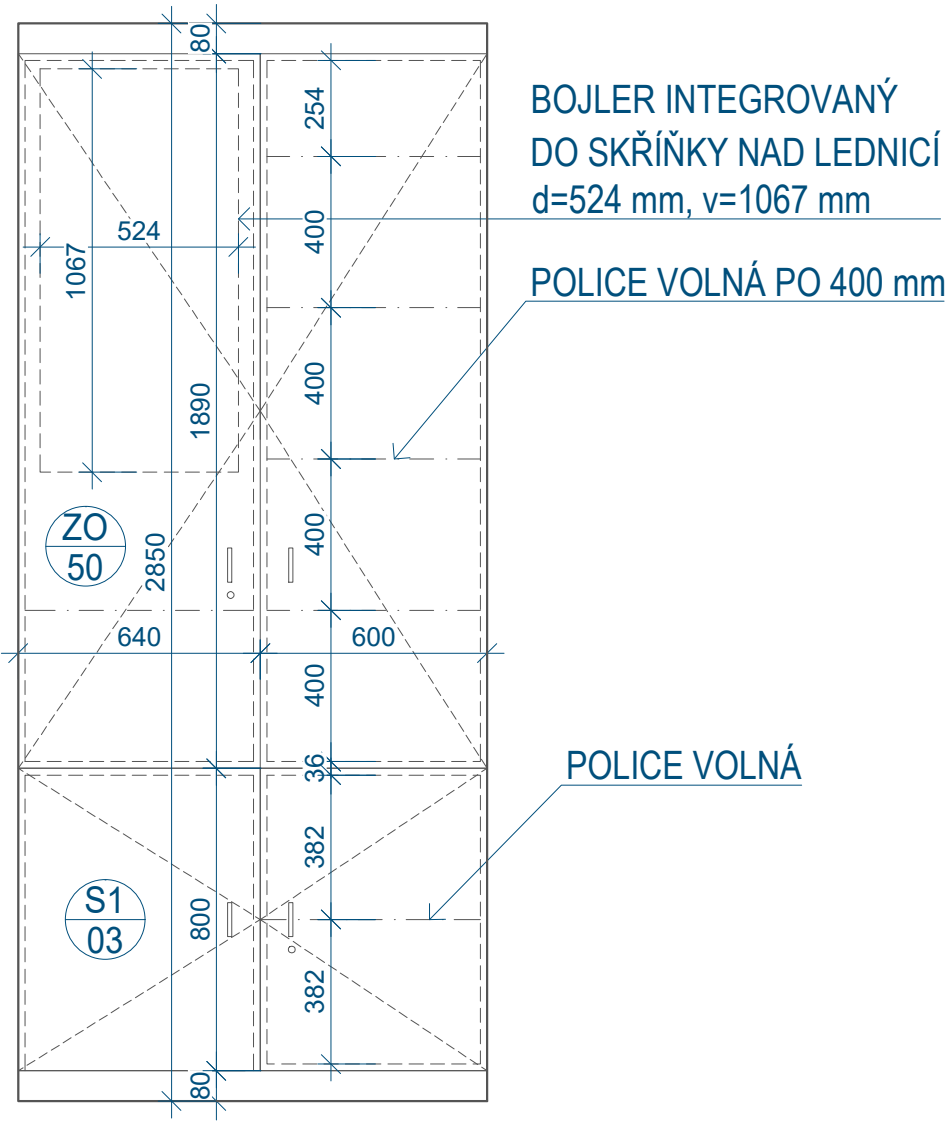 80
254
BOJLER INTEGROVANÝ
DO SKŘÍŇKY NAD LEDNICÍ
d=524 mm, v=1067 mm
524
400
1067
POLICE VOLNÁ PO 400 mm
1890
400
ZO
50
2850
400
640
600
400
36
POLICE VOLNÁ
382
S1
03
800
382
80